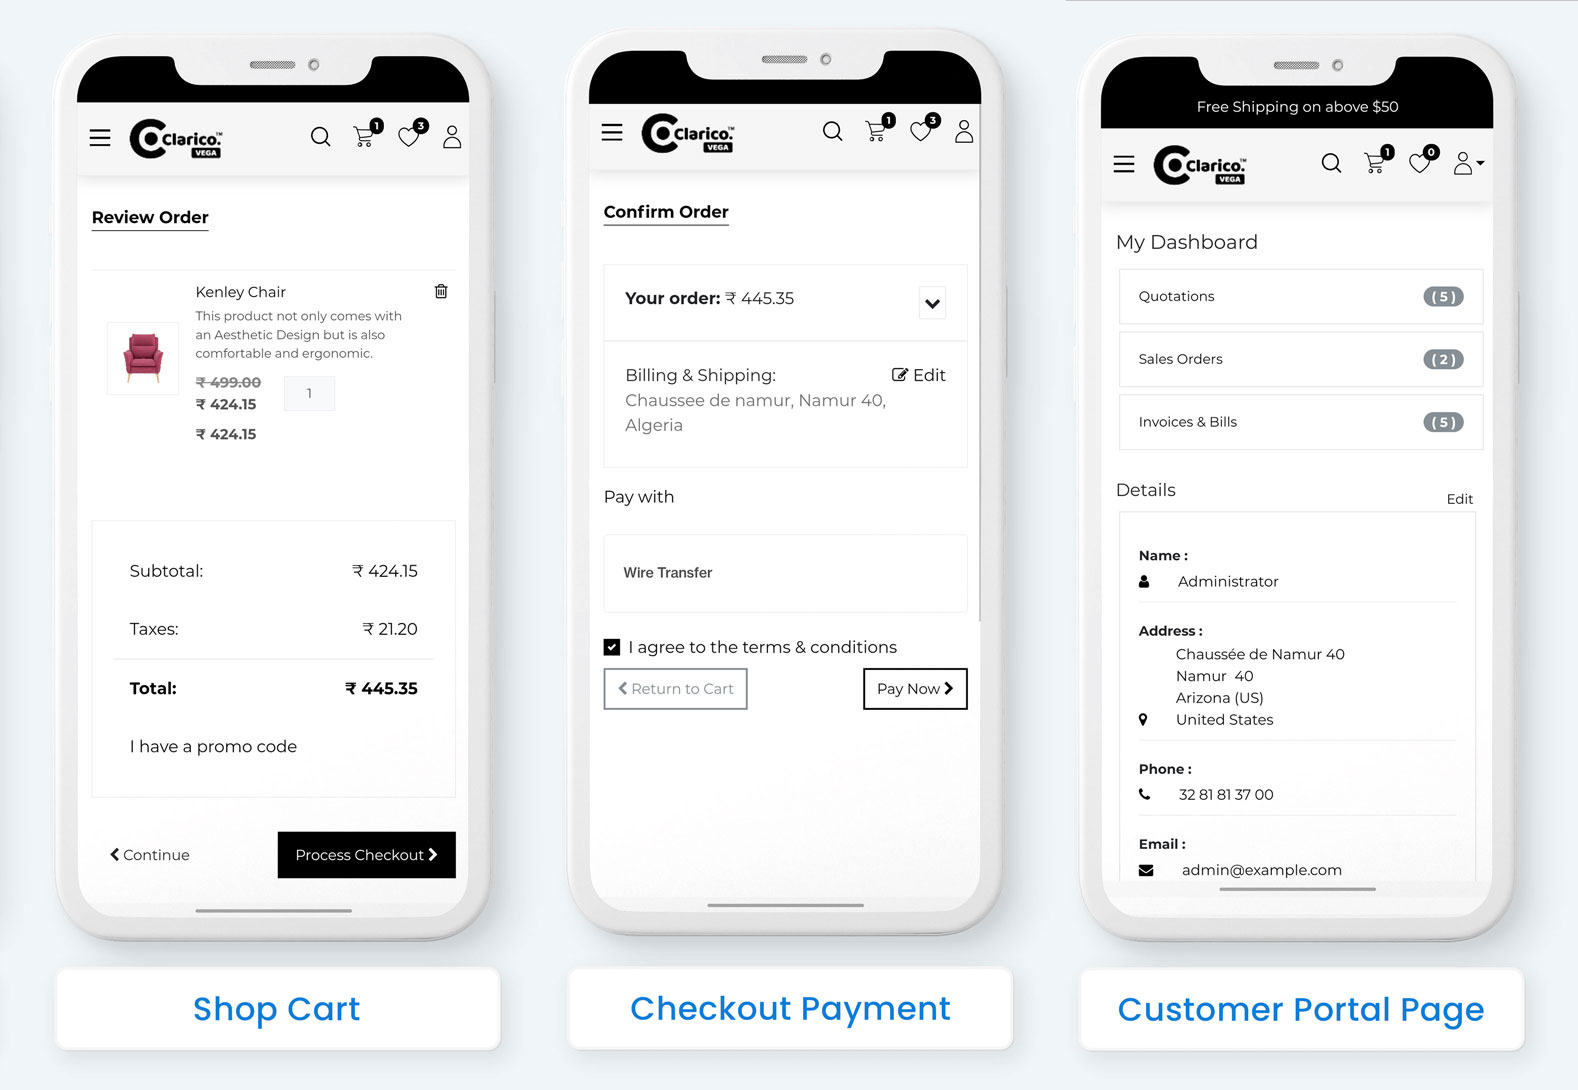 Clarico.™
VEGA
1
3
Review Order
Kenley Chair
This product not only comes with
an Aesthetic Design but is also
comfortable and ergonomic.
₹ 499.00
₹ 424.15
1
₹ 424.15
Subtotal: ₹ 424.15
Taxes: ₹ 21.20
Total: ₹ 445.35
I have a promo code
Continue
Process Checkout
Shop Cart
Clarico.™
VEGA
1
3
Confirm Order
Your order: ₹ 445.35
Billing & Shipping: Edit
Chaussee de namur, Namur 40,
Algeria
Pay with
Wire Transfer
I agree to the terms & conditions
Return to Cart
Pay Now
Checkout Payment
Free Shipping on above $50
Clarico.™
VEGA
1
0
My Dashboard
Quotations (5)
Sales Orders (2)
Invoices & Bills (5)
Details
Edit
Name :
Administrator
Address :
Chaussée de Namur 40
Namur 40
Arizona (US)
United States
Phone :
32 81 81 37 00
Email :
admin@example.com
Customer Portal Page